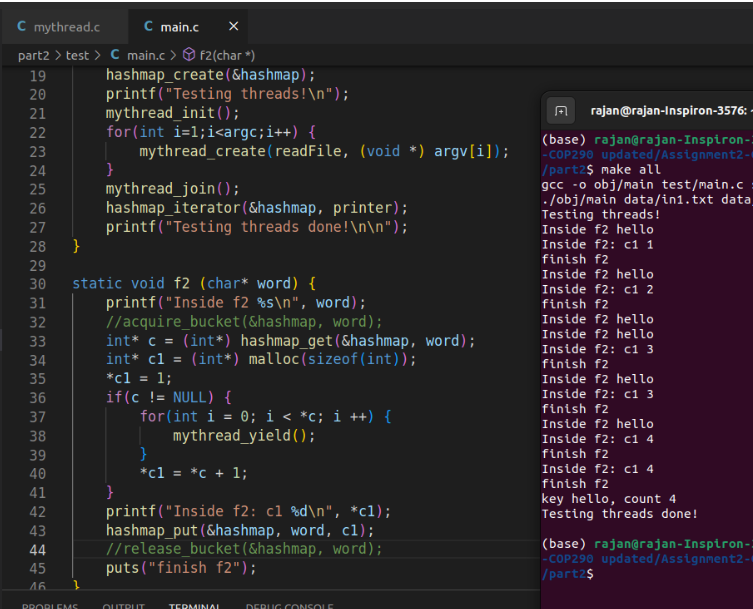 C mythread.c
C main.c ×
part2 > test > C main.c > f2(char *)
19 hashmap_create(&hashmap);
20 printf("Testing threads!\n");
21 mythread_init();
22 for(int i=1;i<argc;i++) {
23 mythread_create(readFile, (void *) argv[i]);
24 }
25 mythread_join();
26 hashmap_iterator(&hashmap, printer);
27 printf("Testing threads done!\n\n");
28 }
29
30 static void f2 (char* word) {
31 printf("Inside f2 %s\n", word);
32 //acquire_bucket(&hashmap, word);
33 int* c = (int*) hashmap_get(&hashmap, word);
34 int* c1 = (int*) malloc(sizeof(int));
35 *c1 = 1;
36 if(c != NULL) {
37 for(int i = 0; i < *c; i ++) {
38 mythread_yield();
39 }
40 *c1 = *c + 1;
41 }
42 printf("Inside f2: c1 %d\n", *c1);
43 hashmap_put(&hashmap, word, c1);
44 //release_bucket(&hashmap, word);
45 puts("finish f2");
46 }
PROBLEMS OUTPUT TERMINAL DEBUG CONSOLE
rajan@rajan-Inspiron-3576: ~
(base) rajan@rajan-Inspiron-
-COP290 updated/Assignment2-
/part2$ make all
gcc -o obj/main test/main.c
./obj/main data/in1.txt data/
Testing threads!
Inside f2 hello
Inside f2: c1 1
finish f2
Inside f2 hello
Inside f2: c1 2
finish f2
Inside f2 hello
Inside f2 hello
Inside f2: c1 3
finish f2
Inside f2 hello
Inside f2: c1 3
finish f2
Inside f2 hello
Inside f2: c1 4
finish f2
Inside f2: c1 4
finish f2
key hello, count 4
Testing threads done!
(base) rajan@rajan-Inspiron-
-COP290 updated/Assignment2-
/part2$